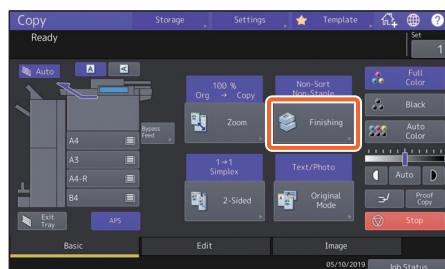 Copy Storage Settings Template
Ready
Set
1
Auto A
100 % Non-Sort Full
Org → Copy Non-Staple Color
Black
Bypass
Feed
Zoom Finishing
Auto
Color
A4
A3
1→1
Simplex Text/Photo
A4-R
Auto
B4
2-Sided Original
Mode
Proof
Copy
Exit
Tray
APS Stop
Basic Edit Image
05/10/2019 Job Status